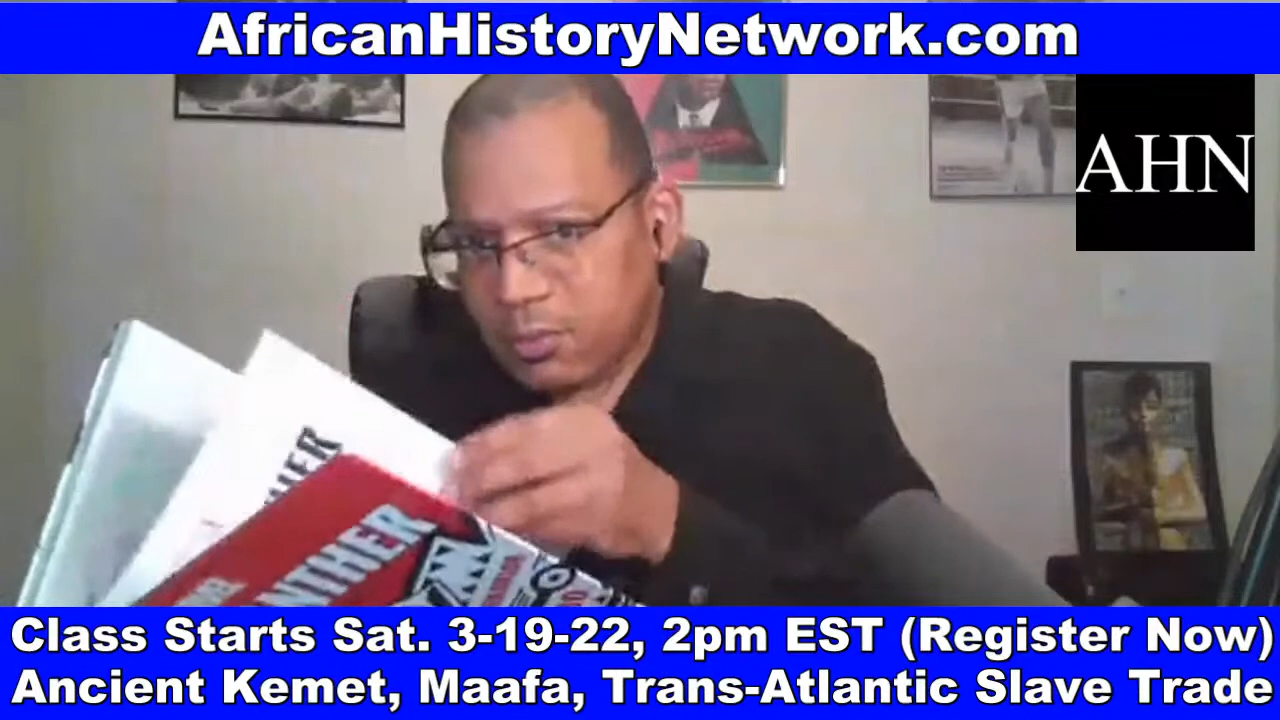 AfricanHistoryNetwork.com
AHN
Class Starts Sat. 3-19-22, 2pm EST (Register Now)
Ancient Kemet, Maafa, Trans-Atlantic Slave Trade